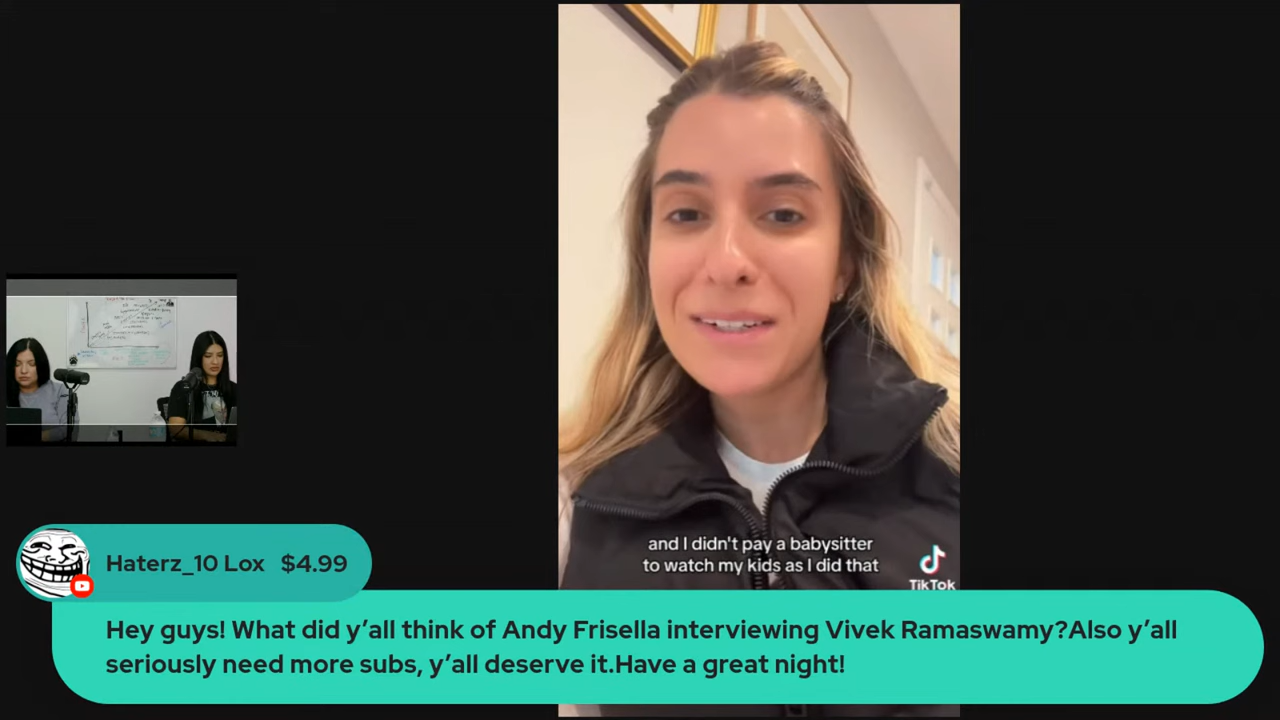 and I didn't pay a babysitter
to watch my kids as I did that
TikTok
Haterz_10 Lox $4.99
Hey guys! What did y’all think of Andy Frisella interviewing Vivek Ramaswamy?Also y’all
seriously need more subs, y’all deserve it.Have a great night!